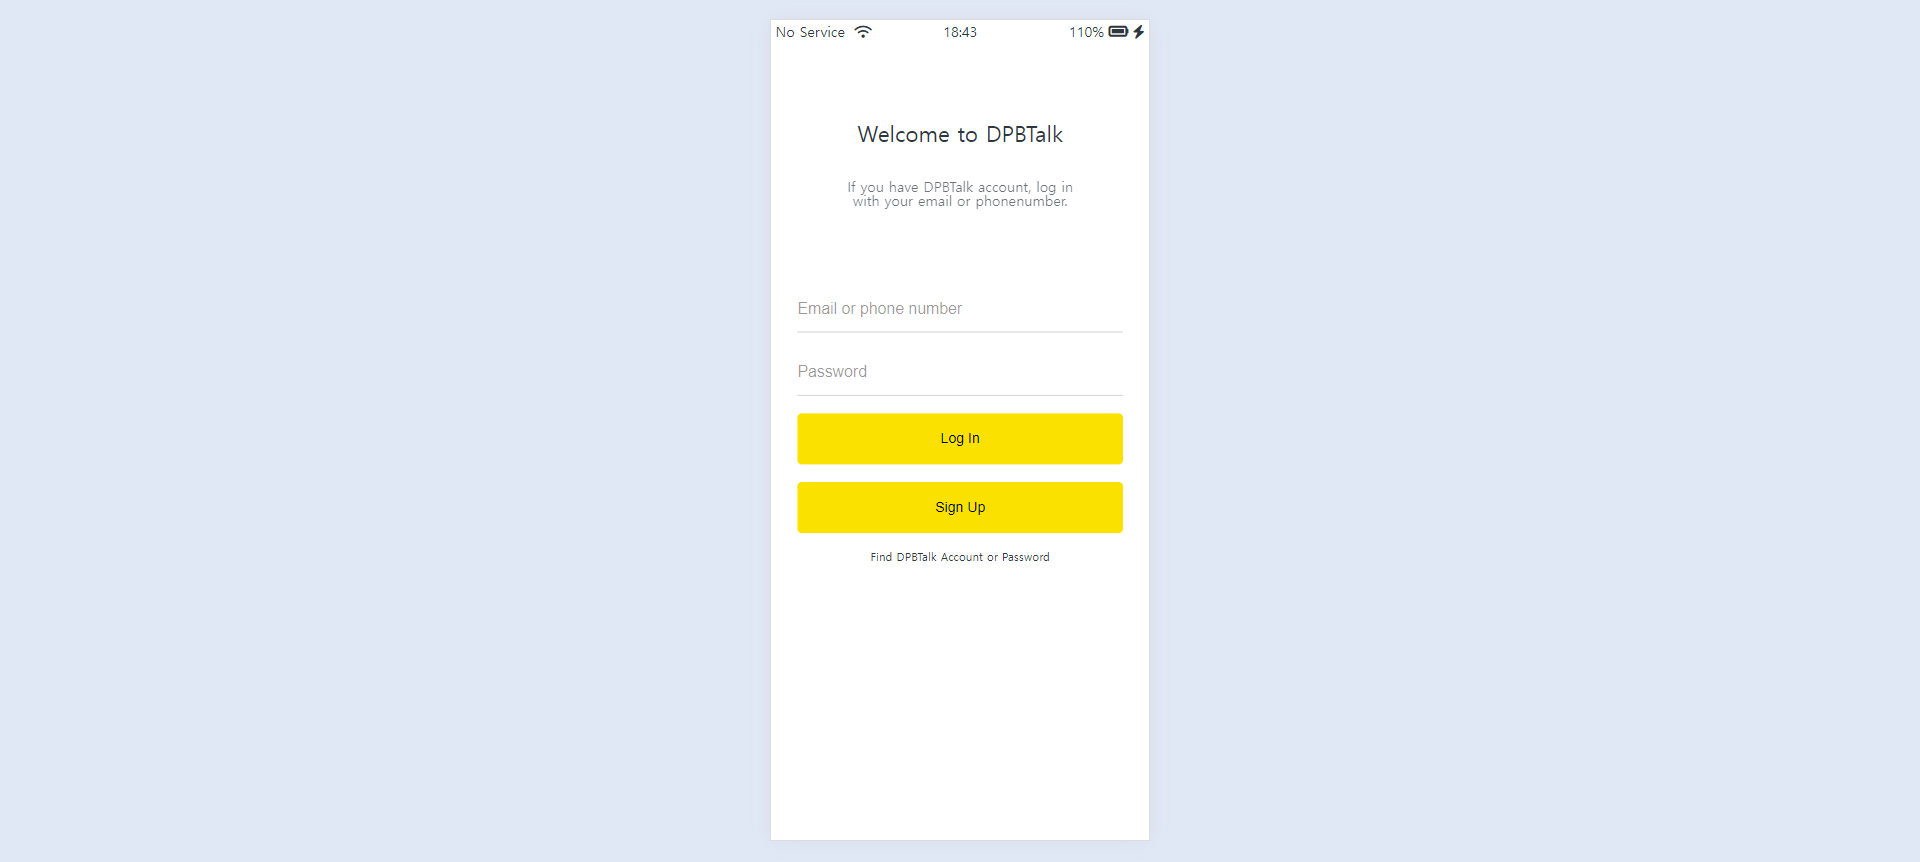 No Service 18:43 110%
Welcome to DPBTalk
If you have DPBTalk account, log in
with your email or phonenumber.
Email or phone number
Password
Log In
Sign Up
Find DPBTalk Account or Password